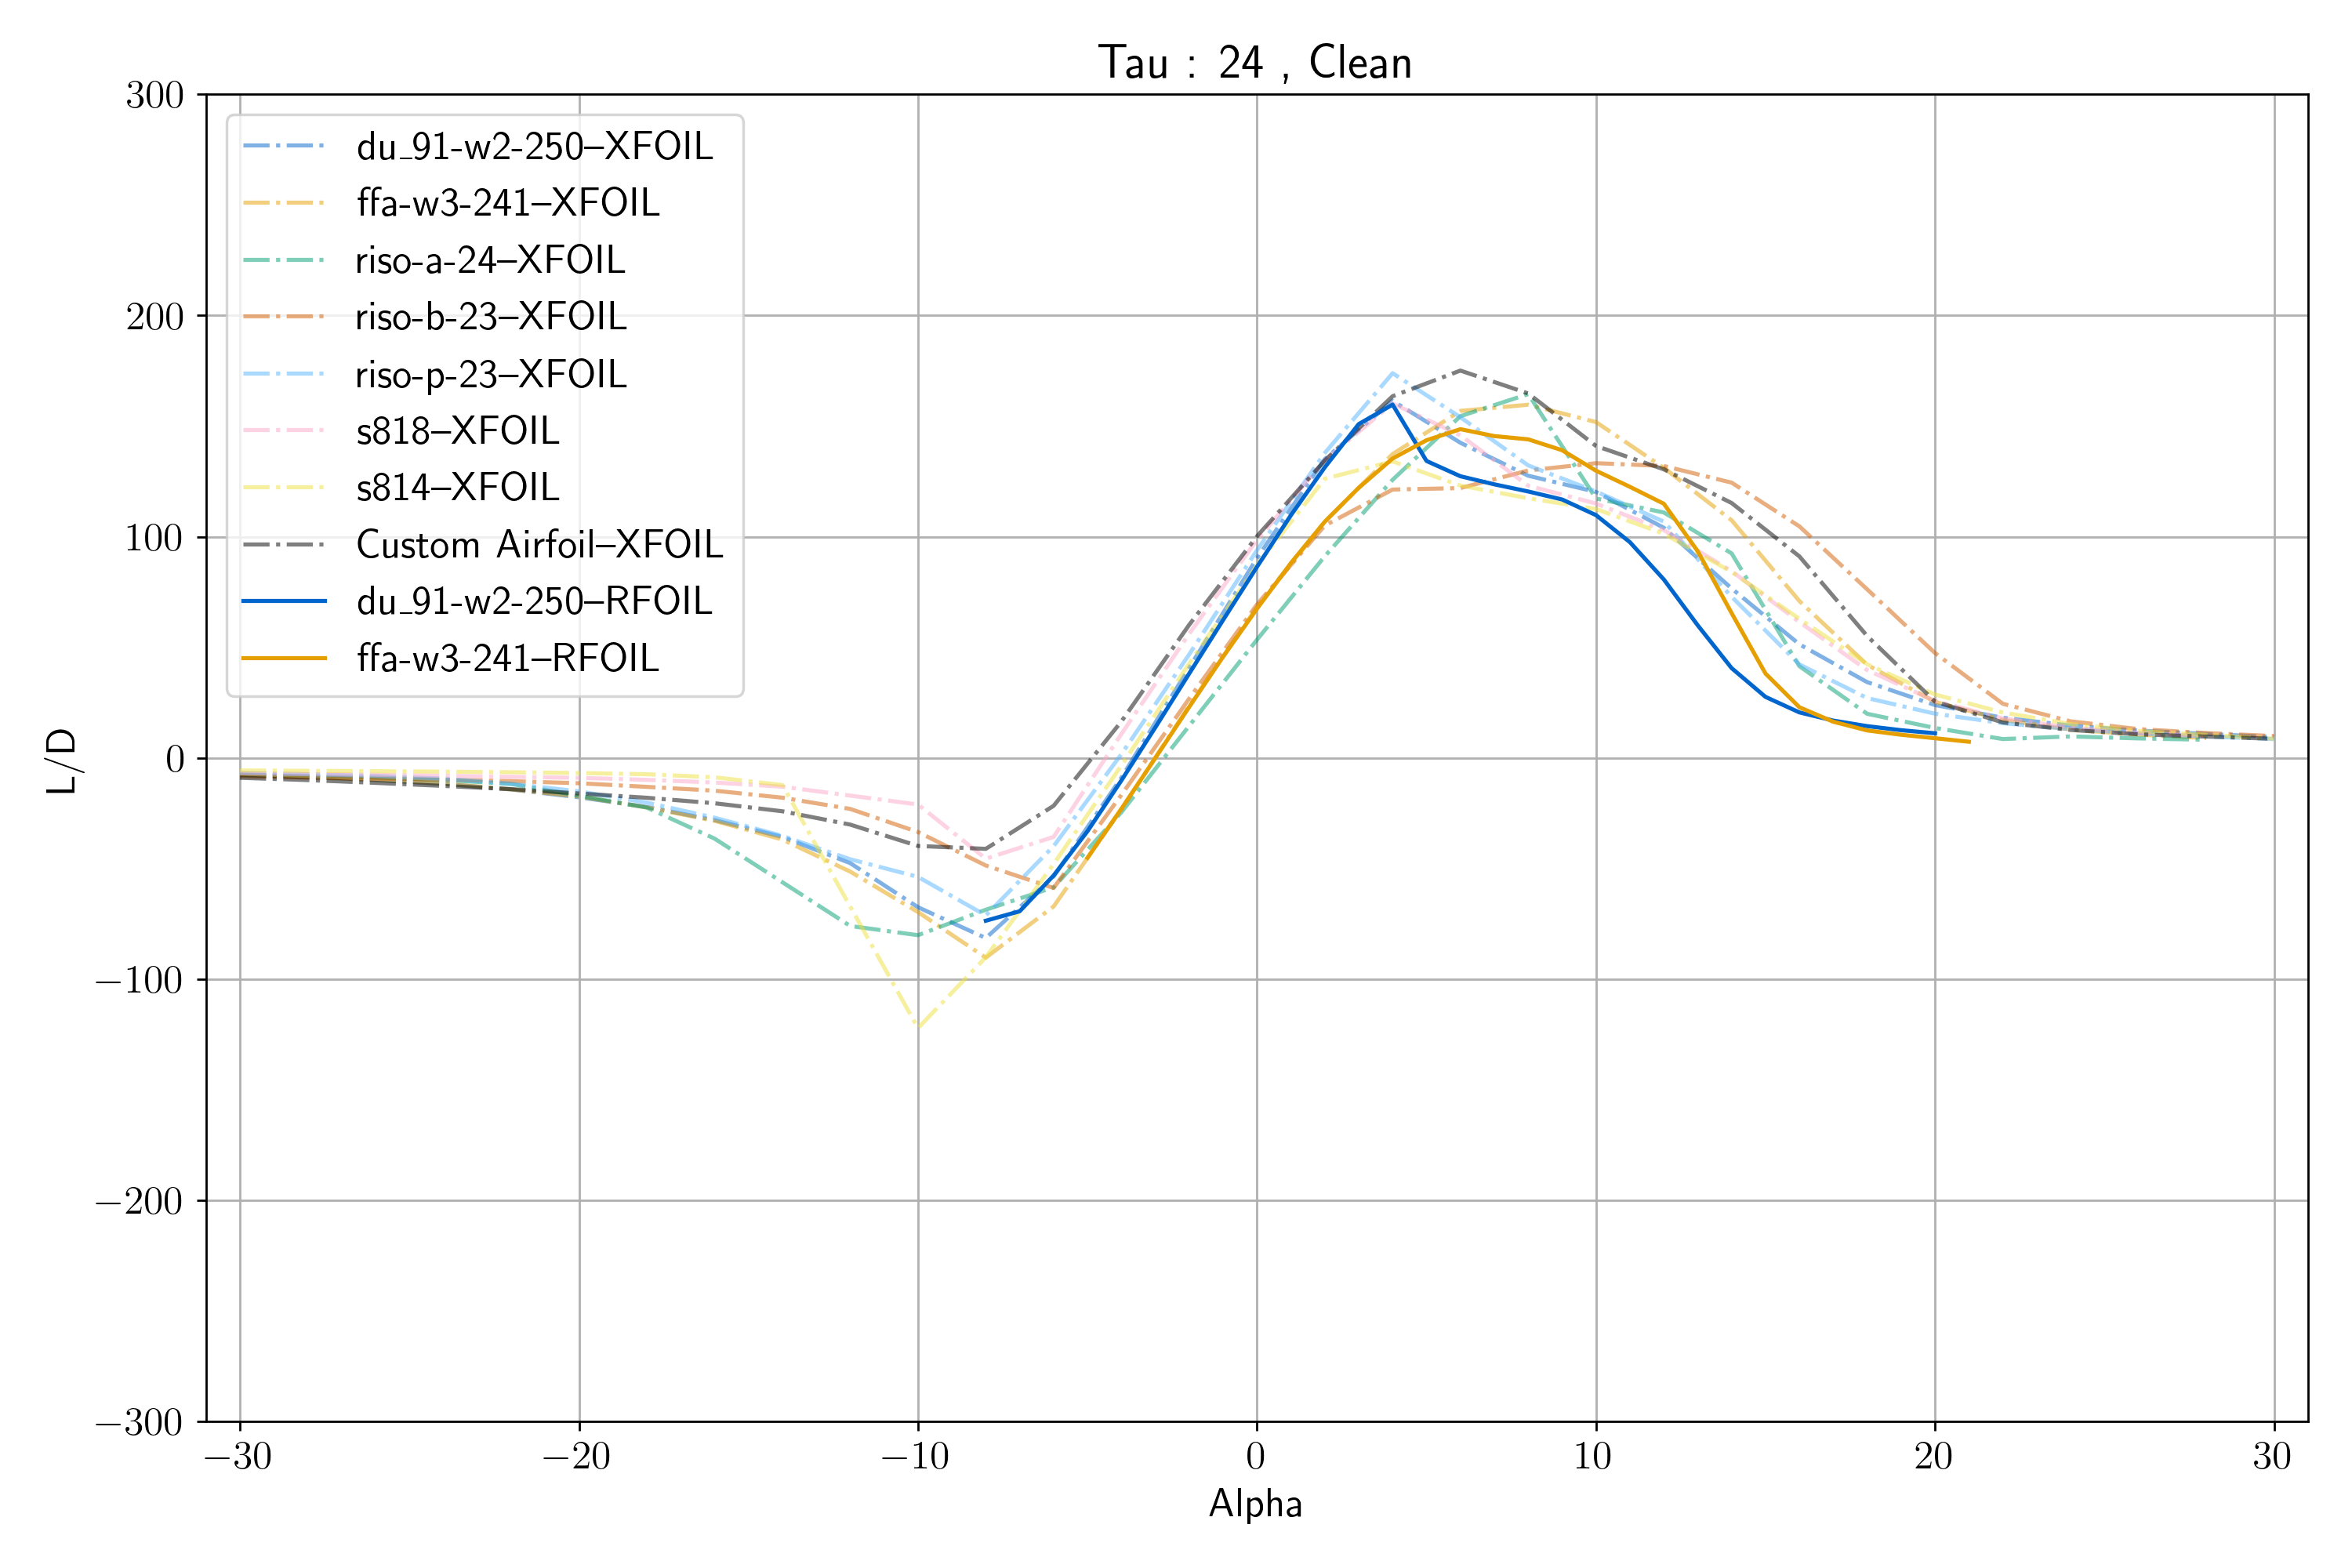 Tau : 24 , Clean
300
200
100
0
−100
−200
−300
L/D
du_91-w2-250–XFOIL
ffa-w3-241–XFOIL
riso-a-24–XFOIL
riso-b-23–XFOIL
riso-p-23–XFOIL
s818–XFOIL
s814–XFOIL
Custom Airfoil–XFOIL
du_91-w2-250–RFOIL
ffa-w3-241–RFOIL
−30 −20 −10 0 10 20 30
Alpha